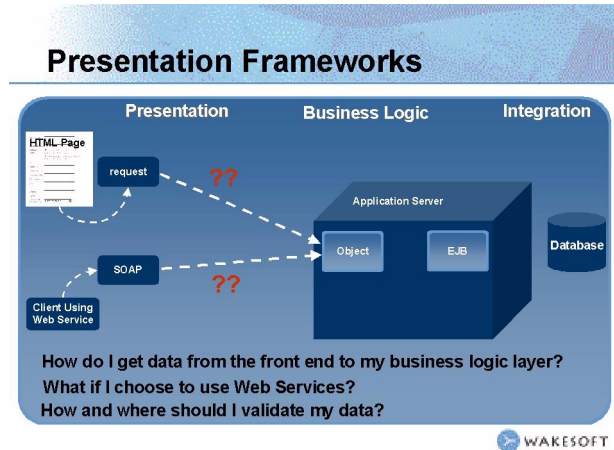 Presentation Frameworks
Presentation
Business Logic
Integration
HTML Page
request
??
Application Server
Object
EJB
Database
SOAP
??
Client Using
Web Service
How do I get data from the front end to my business logic layer?
What if I choose to use Web Services?
How and where should I validate my data?
WAKESOFT